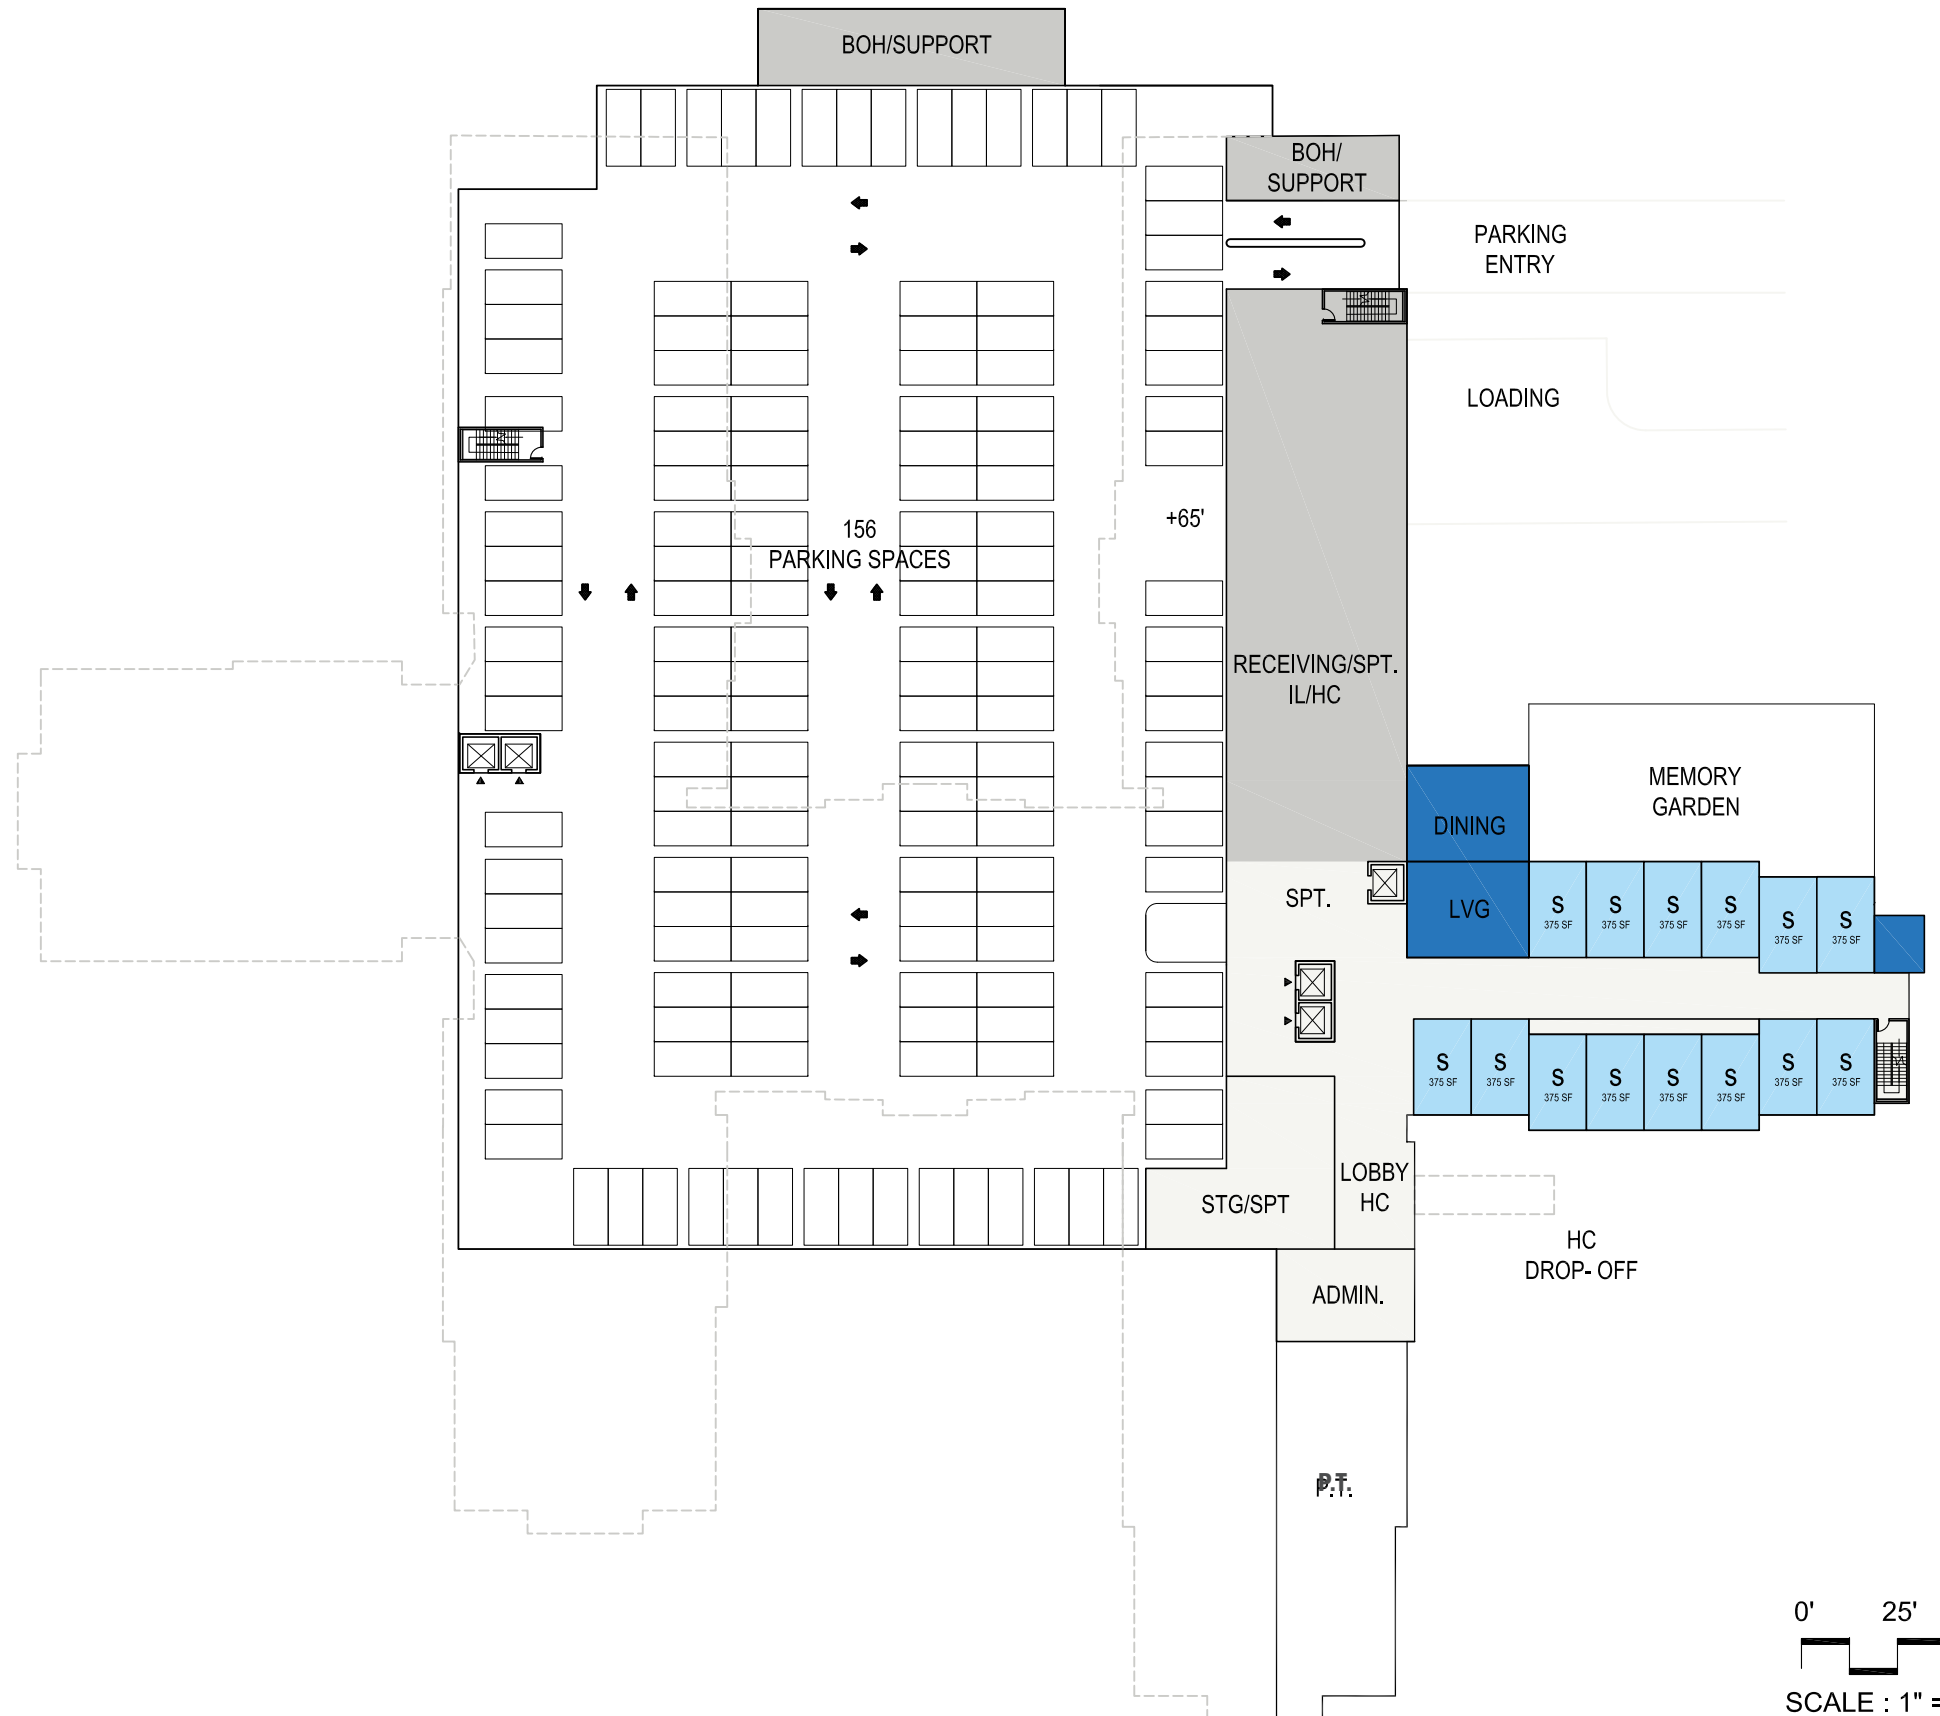 BOH/SUPPORT
BOH/
SUPPORT
PARKING
ENTRY
LOADING
156
PARKING SPACES
+65'
RECEIVING/SPT.
IL/HC
MEMORY
GARDEN
DINING
SPT.
LVG
S
375 SF
S
375 SF
S
375 SF
S
375 SF
S
375 SF
S
375 SF
S
375 SF
S
375 SF
S
375 SF
S
375 SF
S
375 SF
S
375 SF
S
375 SF
S
375 SF
STG/SPT
LOBBY
HC
HC
DROP- OFF
ADMIN.
P.T.
0' 25'
SCALE : 1" =